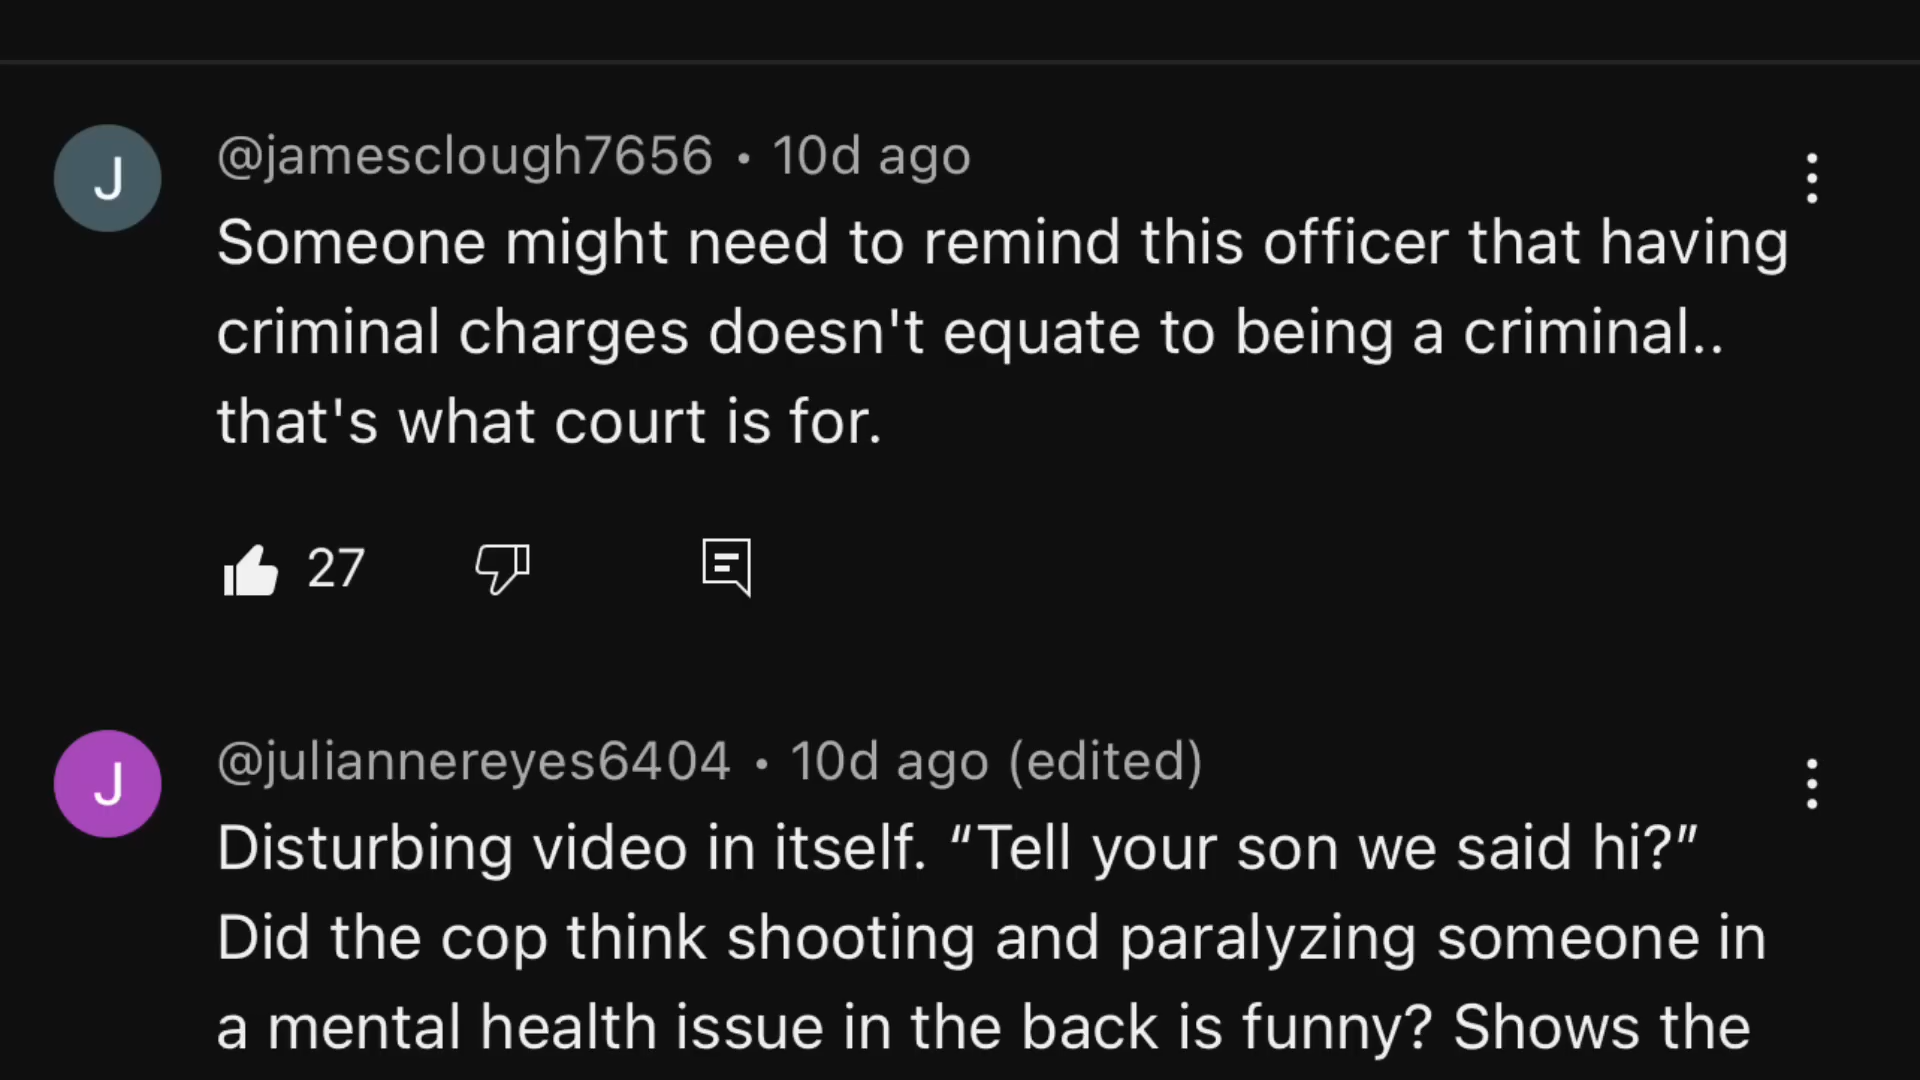 J
@jamesclough7656 • 10d ago
Someone might need to remind this officer that having
criminal charges doesn't equate to being a criminal..
that's what court is for.
27
J
@juliannereyes6404 • 10d ago (edited)
Disturbing video in itself. “Tell your son we said hi?”
Did the cop think shooting and paralyzing someone in
a mental health issue in the back is funny? Shows the